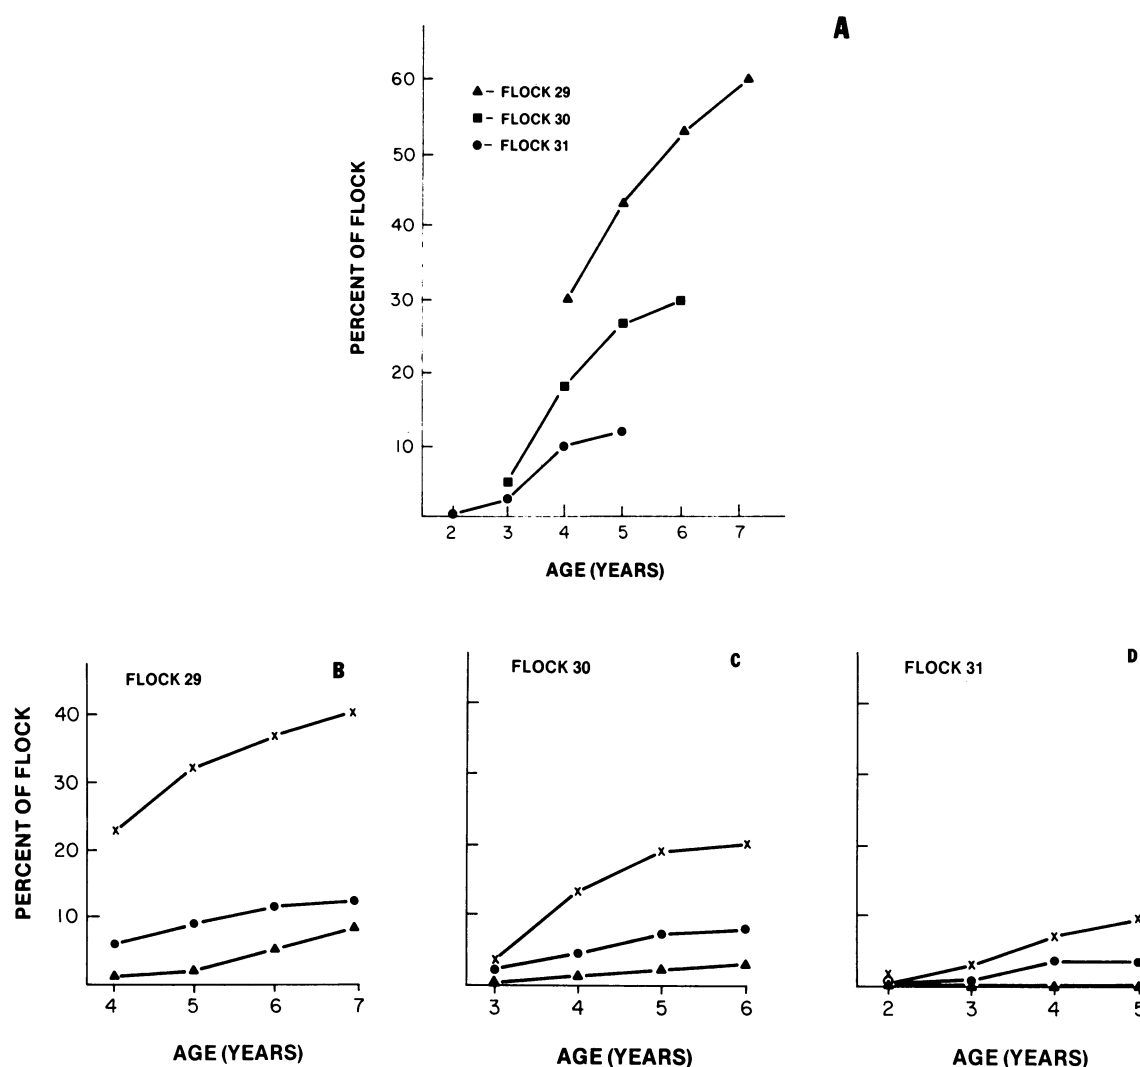 A
60
▲– FLOCK 29
■– FLOCK 30
50
●– FLOCK 31
40
30
20
10
PERCENT OF FLOCK
2 3 4 5 6 7
AGE (YEARS)
FLOCK 29 B
40
30
20
10
PERCENT OF FLOCK
4 5 6 7
AGE (YEARS)
FLOCK 30 C
3 4 5 6
AGE (YEARS)
FLOCK 31 D
2 3 4 5
AGE (YEARS)